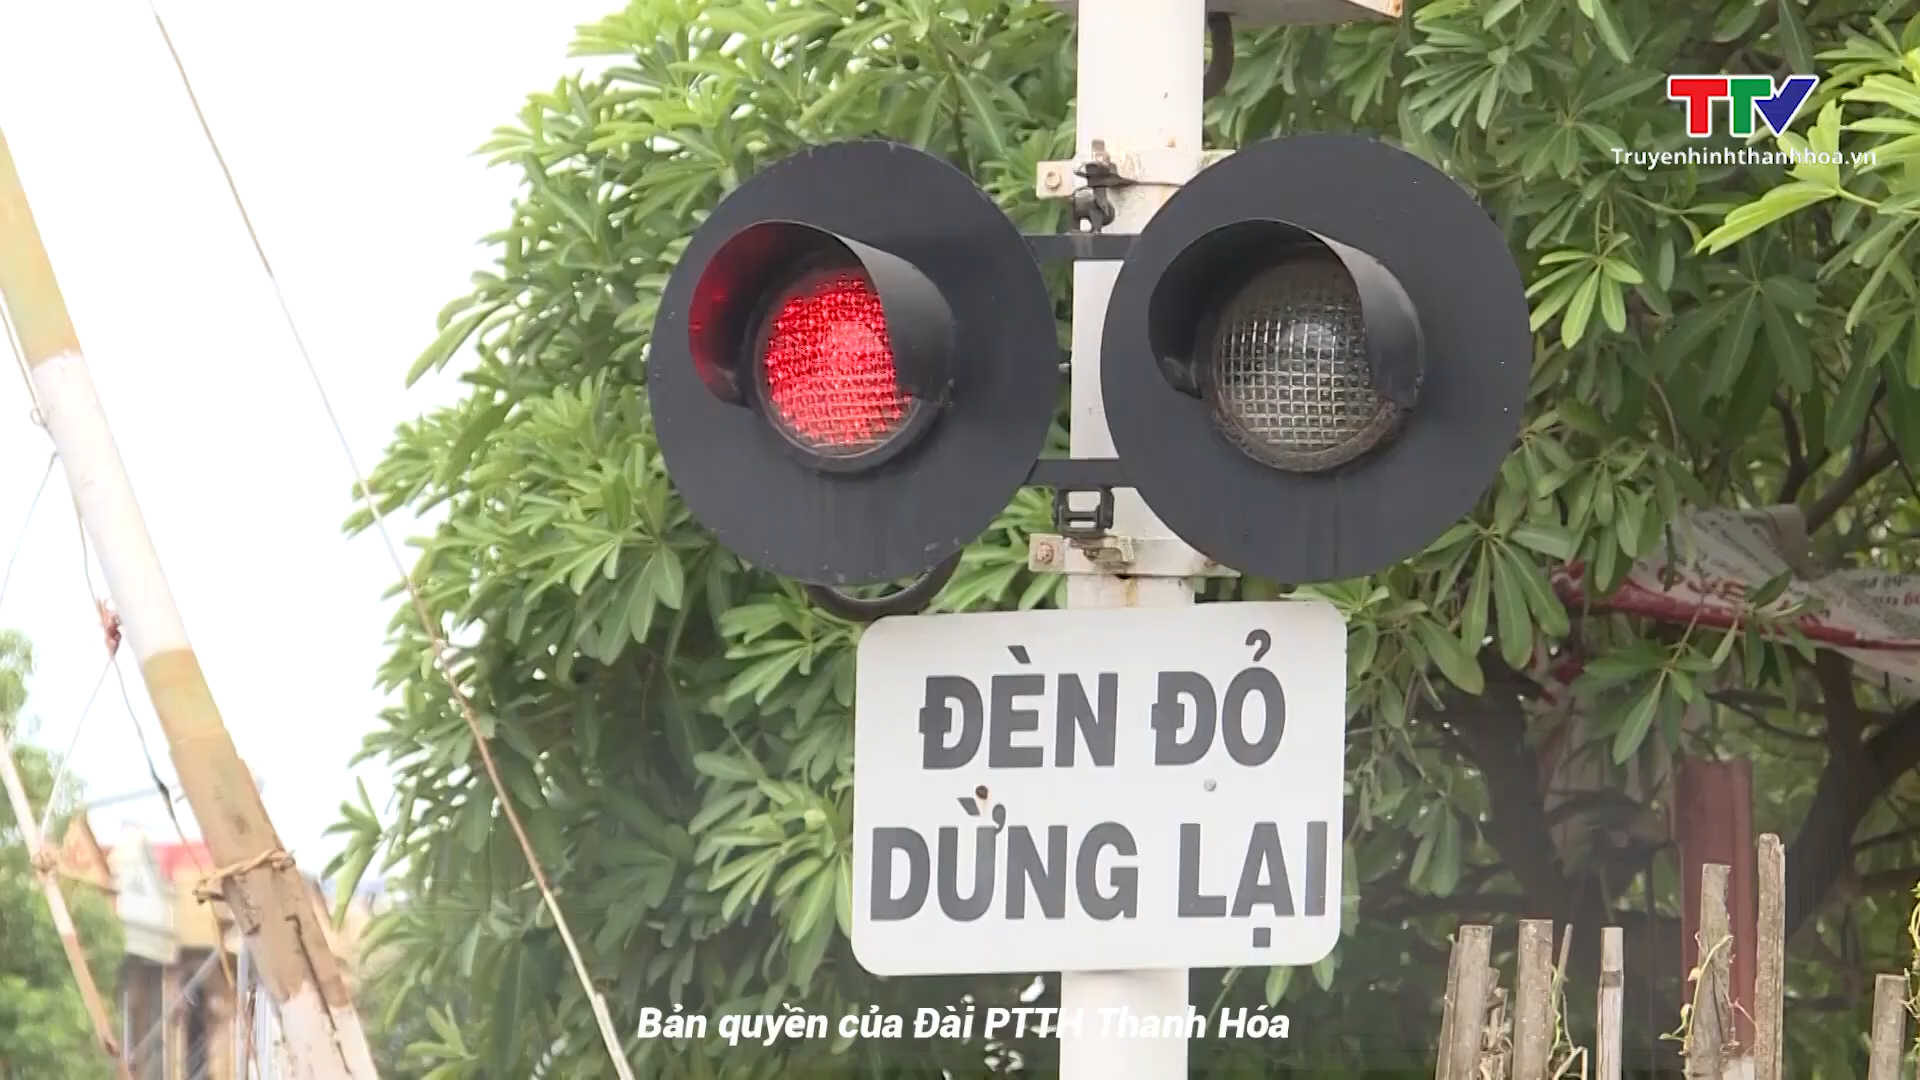 TTV
Truyenhinhthanhhoa.vn
ĐÈN ĐỎ
DỪNG LẠI
Bản quyền của Đài PTTH Thanh Hóa